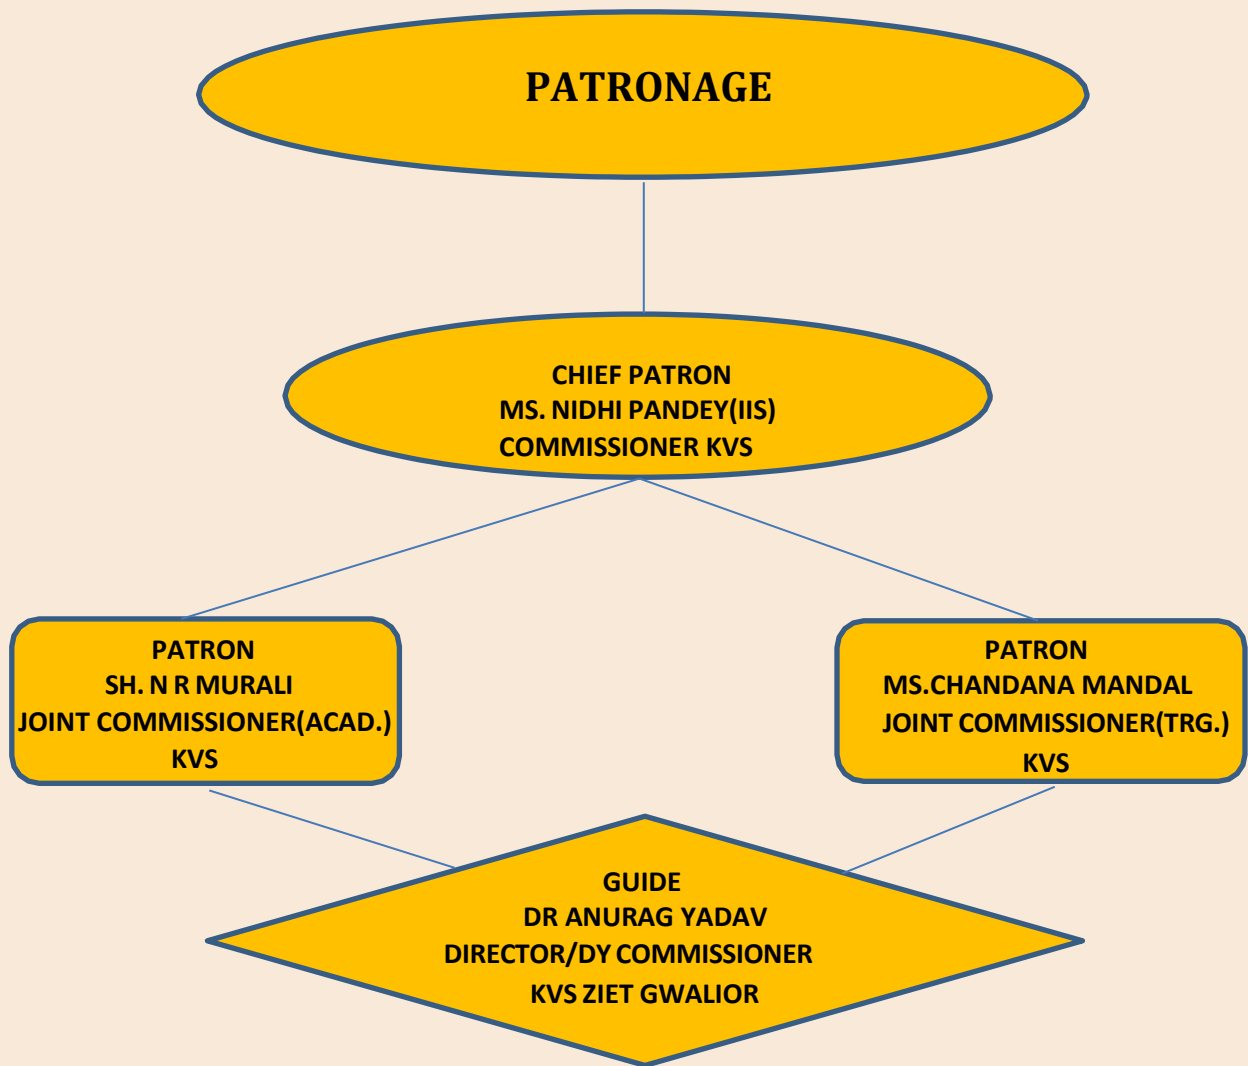 PATRONAGE
CHIEF PATRON
MS. NIDHI PANDEY(IIS)
COMMISSIONER KVS
PATRON
SH. N R MURALI
JOINT COMMISSIONER(ACAD.)
KVS
PATRON
MS.CHANDANA MANDAL
JOINT COMMISSIONER(TRG.)
KVS
GUIDE
DR ANURAG YADAV
DIRECTOR/DY COMMISSIONER
KVS ZIET GWALIOR